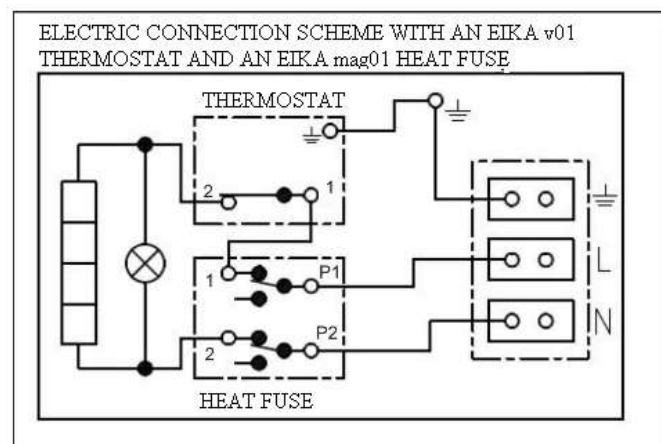 ELECTRIC CONNECTION SCHEME WITH AN EIKA v01
THERMOSTAT AND AN EIKA mag01 HEAT FUSE
THERMOSTAT
2
1
1
P1
L
2
P2
N
HEAT FUSE